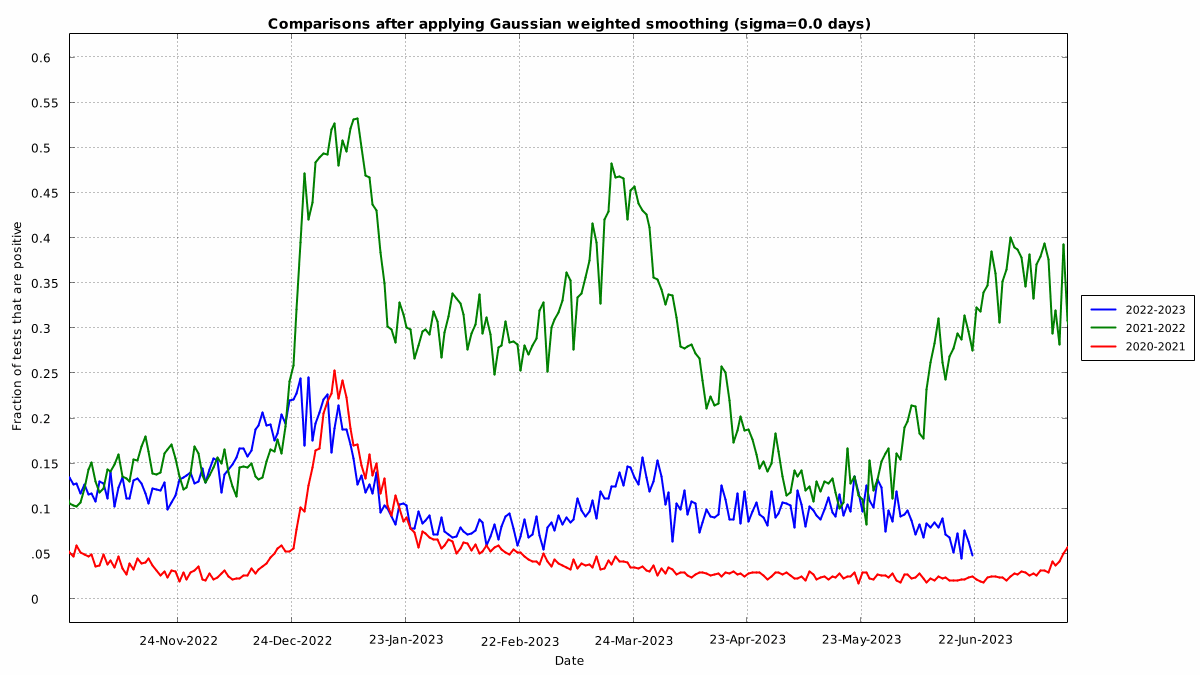 Comparisons after applying Gaussian weighted smoothing (sigma=0.0 days)
0.6
0.55
0.5
0.45
0.4
0.35
0.3
0.25
0.2
0.15
0.1
.05
0
Fraction of tests that are positive
24-Nov-2022
24-Dec-2022
23-Jan-2023
22-Feb-2023
24-Mar-2023
23-Apr-2023
23-May-2023
22-Jun-2023
Date
2022-2023
2021-2022
2020-2021